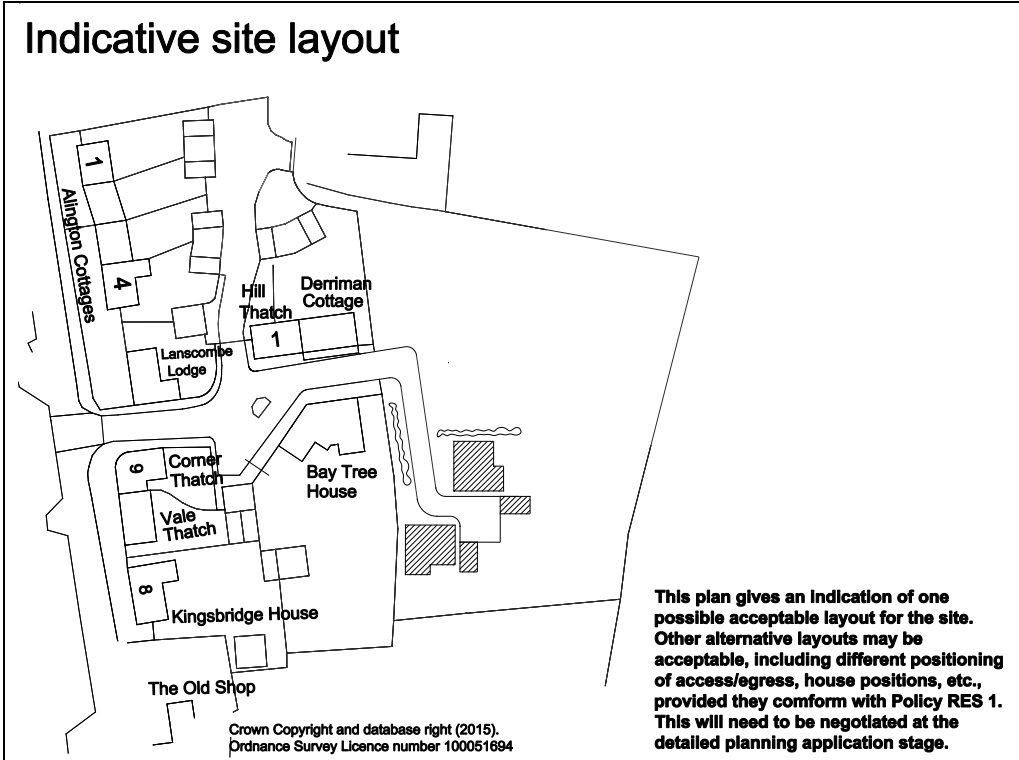 Indicative site layout
1
Alington Cottages
4
Hill
Thatch
Derriman
Cottage
1
Lanscombe
Lodge
9
Corner
Thatch
Bay Tree
House
Vale
Thatch
8
Kingsbridge House
The Old Shop
This plan gives an indication of one
possible acceptable layout for the site.
Other alternative layouts may be
acceptable, including different positioning
of access/egress, house positions, etc.,
provided they comform with Policy RES 1.
This will need to be negotiated at the
detailed planning application stage.
Crown Copyright and database right (2015).
Ordnance Survey Licence number 100051694